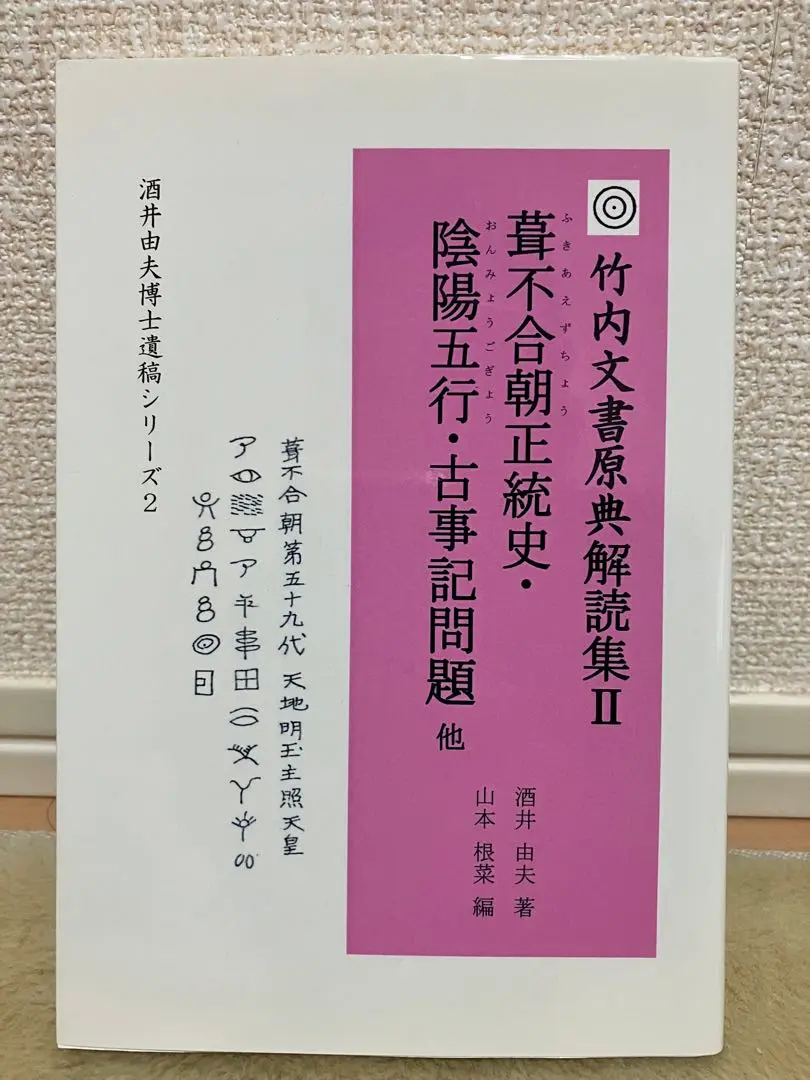 竹内文書原典解読集Ⅱ
ふきあえずちょう
葺不合朝正統史・
おんみょうごぎょう
陰陽五行・古事記問題 他
酒井 由夫 著
山本 根菜 編
葺不合朝第五十九代 天地明玉主照天皇
酒井由夫博士遺稿シリーズ2